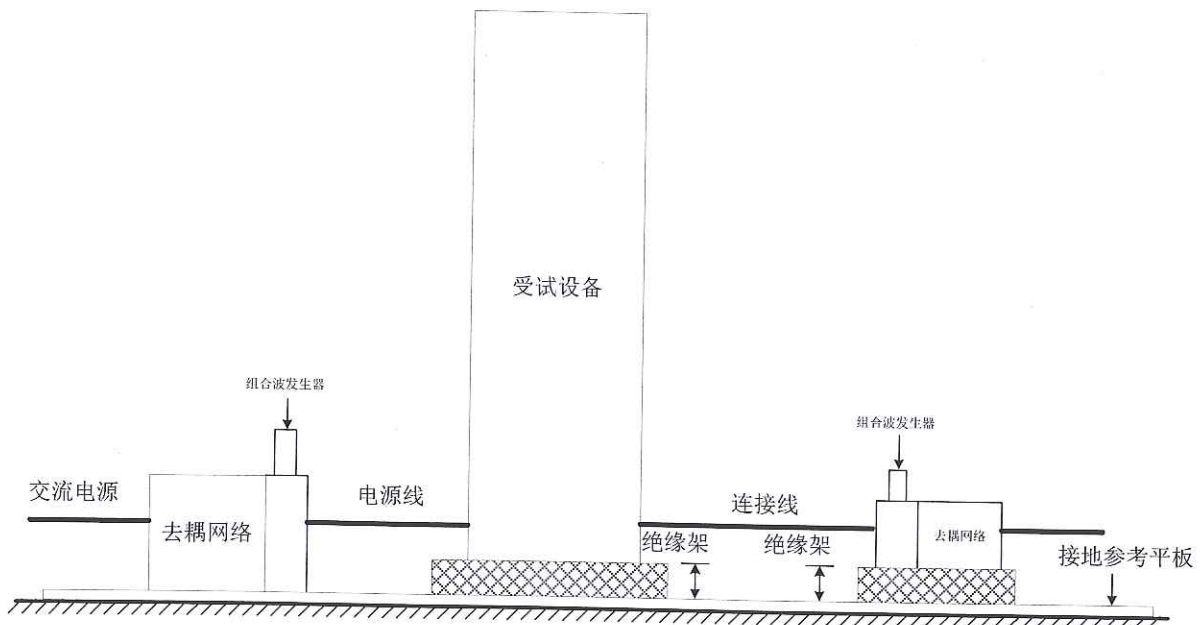 受试设备
组合波发生器
组合波发生器
交流电源
电源线
连接线
去耦网络
去耦网络
绝缘架
绝缘架
接地参考平板